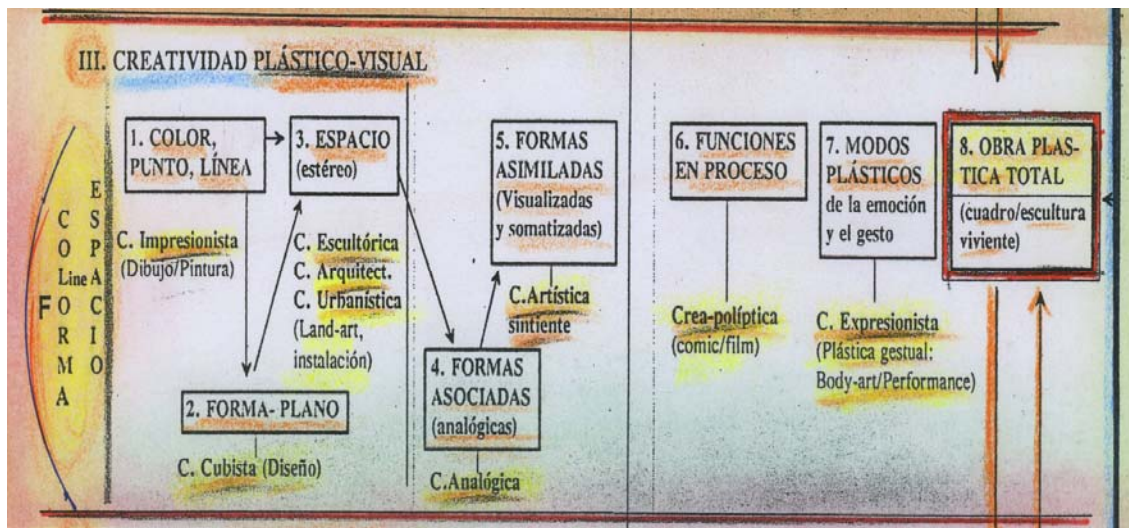 III. CREATIVIDAD PLÁSTICO-VISUAL
COLOR
Line
FORMA
ESPACIO
1. COLOR,
PUNTO, LÍNEA
C. Impresionista
(Dibujo/Pintura)
2. FORMA- PLANO
C. Cubista (Diseño)
3. ESPACIO
(estéreo)
C. Escultórica
C. Arquitect.
C. Urbanística
(Land-art,
instalación)
4. FORMAS
ASOCIADAS
(analógicas)
C.Analógica
5. FORMAS
ASIMILADAS
(Visualizadas
y somatizadas)
C.Artística
sintiente
6. FUNCIONES
EN PROCESO
Crea-políptica
(comic/film)
7. MODOS
PLÁSTICOS
de la emoción
y el gesto
C. Expresionista
(Plástica gestual:
Body-art/Performance)
8. OBRA PLAS-
TICA TOTAL
(cuadro/escultura
viviente)